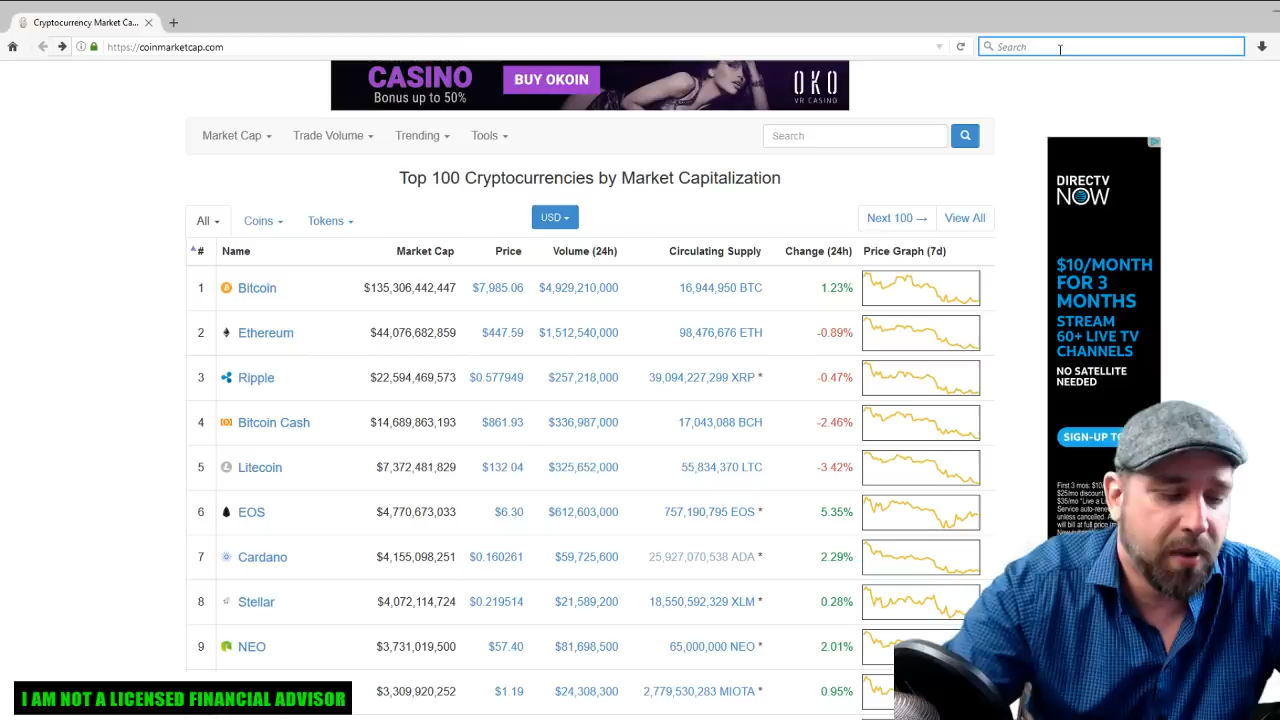 Cryptocurrency Market Ca...
https://coinmarketcap.com
Search
CASINO
Bonus up to 50%
BUY OKOIN
OKO
VR CASINO
Market Cap
Trade Volume
Trending
Tools
Search
Top 100 Cryptocurrencies by Market Capitalization
All
Coins
Tokens
USD
Next 100 →
View All
# Name Market Cap Price Volume (24h) Circulating Supply Change (24h) Price Graph (7d)
1 Bitcoin $135,306,442,447 $7,985.06 $4,929,210,000 16,944,950 BTC 1.23%
2 Ethereum $44,076,682,859 $447.59 $1,512,540,000 98,476,676 ETH -0.89%
3 Ripple $22,594,469,573 $0.577949 $257,218,000 39,094,227,299 XRP * -0.47%
4 Bitcoin Cash $14,689,863,193 $861.93 $336,987,000 17,043,088 BCH -2.46%
5 Litecoin $7,372,481,829 $132.04 $325,652,000 55,834,370 LTC -3.42%
6 EOS $4,770,673,033 $6.30 $612,603,000 757,190,795 EOS * 5.35%
7 Cardano $4,155,098,251 $0.160261 $59,725,600 25,927,070,538 ADA * 2.29%
8 Stellar $4,072,114,724 $0.219514 $21,589,200 18,550,592,329 XLM * 0.28%
9 NEO $3,731,019,500 $57.40 $81,698,500 65,000,000 NEO * 2.01%
$3,309,920,252 $1.19 $24,308,300 2,779,530,283 MIOTA * 0.95%
DIRECTV
NOW
$10/MONTH
FOR 3
MONTHS
STREAM
60+ LIVE TV
CHANNELS
NO SATELLITE
NEEDED
SIGN-UP
I AM NOT A LICENSED FINANCIAL ADVISOR